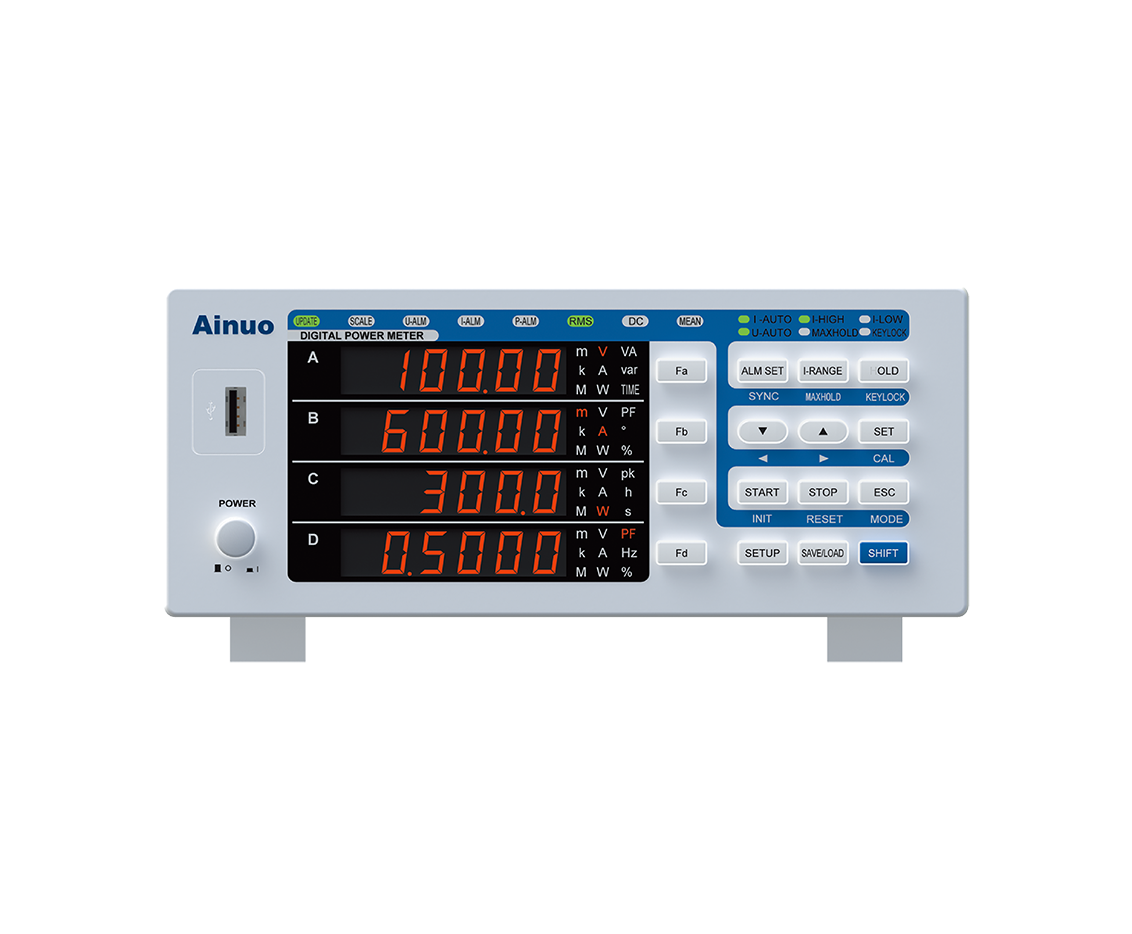 Ainuo
UPDATE SCALE U-ALM I-ALM P-ALM RMS DC MEAN
I-AUTO I-HIGH I-LOW
U-AUTO MAXHOLD KEYLOCK
DIGITAL POWER METER
A 100.00 m V VA
k A var
M W TIME
B 600.00 m V PF
k A °
M W %
C 300.0 m V pk
k A h
M W s
D 0.5000 m V PF
k A Hz
M W %
Fa
Fb
Fc
Fd
ALM SET I-RANGE HOLD
SYNC MAXHOLD KEYLOCK
▼ ▲ SET
◀ ▶ CAL
START STOP ESC
INIT RESET MODE
SETUP SAVE/LOAD SHIFT
POWER